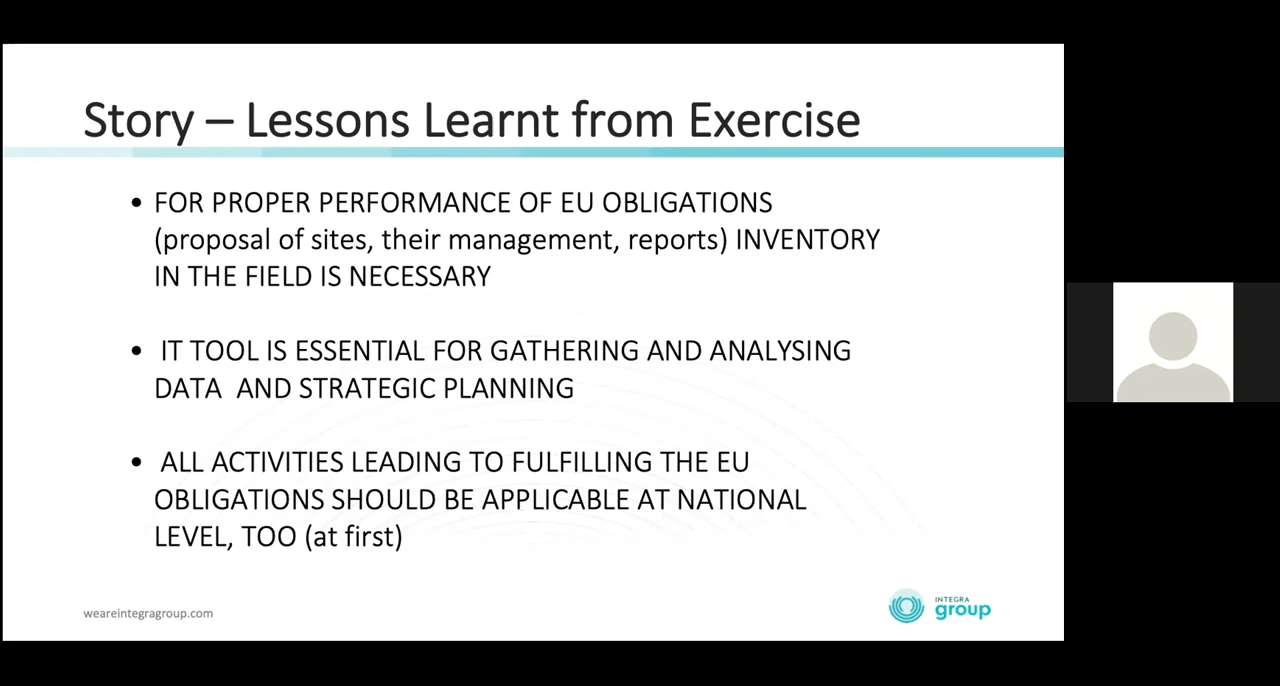 Story – Lessons Learnt from Exercise
• FOR PROPER PERFORMANCE OF EU OBLIGATIONS
(proposal of sites, their management, reports) INVENTORY
IN THE FIELD IS NECESSARY
• IT TOOL IS ESSENTIAL FOR GATHERING AND ANALYSING
DATA  AND STRATEGIC PLANNING
• ALL ACTIVITIES LEADING TO FULFILLING THE EU
OBLIGATIONS SHOULD BE APPLICABLE AT NATIONAL
LEVEL, TOO (at first)
weareintegragroup.com
INTEGRA
group